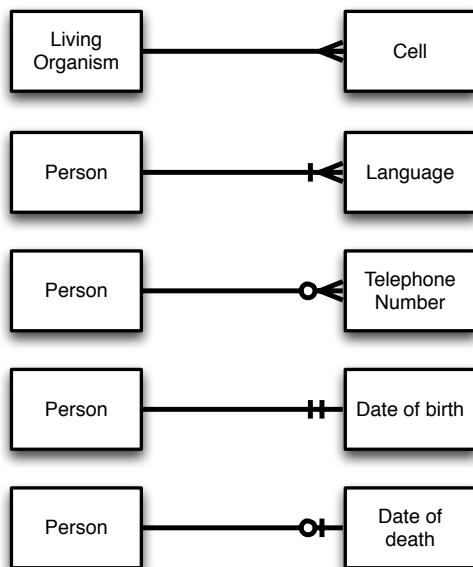 Living
Organism
Cell
Person
Language
Person
Telephone
Number
Person
Date of birth
Person
Date of
death